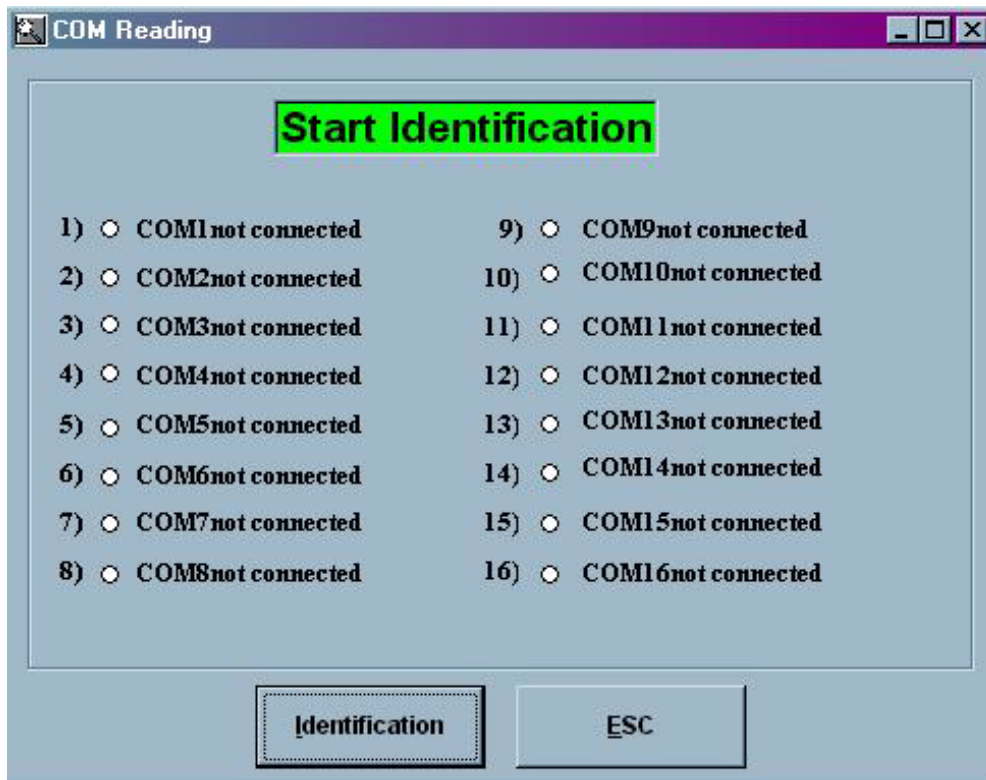 COM Reading
Start Identification
1) COM1not connected
2) COM2not connected
3) COM3not connected
4) COM4not connected
5) COM5not connected
6) COM6not connected
7) COM7not connected
8) COM8not connected
9) COM9not connected
10) COM10not connected
11) COM11not connected
12) COM12not connected
13) COM13not connected
14) COM14not connected
15) COM15not connected
16) COM16not connected
Identification
ESC